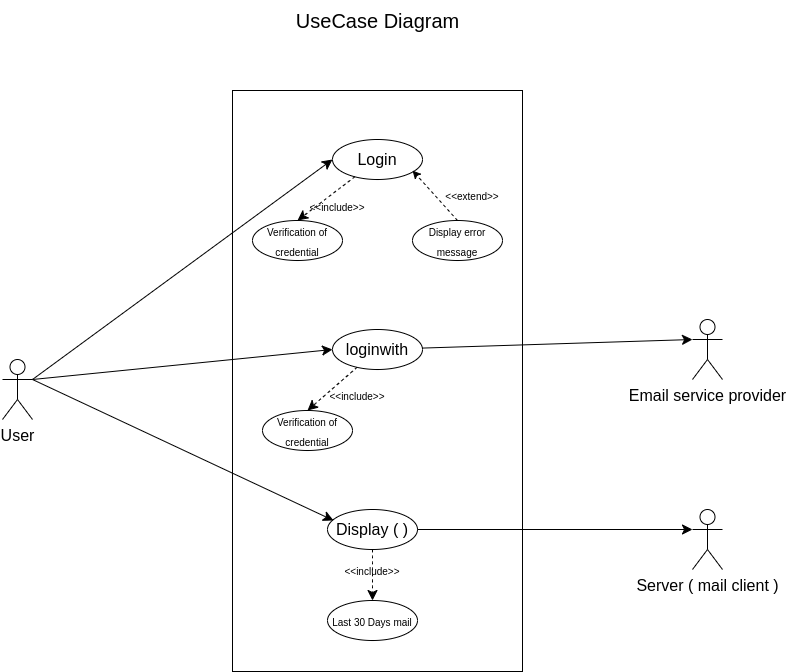 UseCase Diagram
Login
<<include>>
<<extend>>
Verification of
credential
Display error
message
loginwith
<<include>>
Verification of
credential
User
Email service provider
Display ( )
<<include>>
Last 30 Days mail
Server ( mail client )